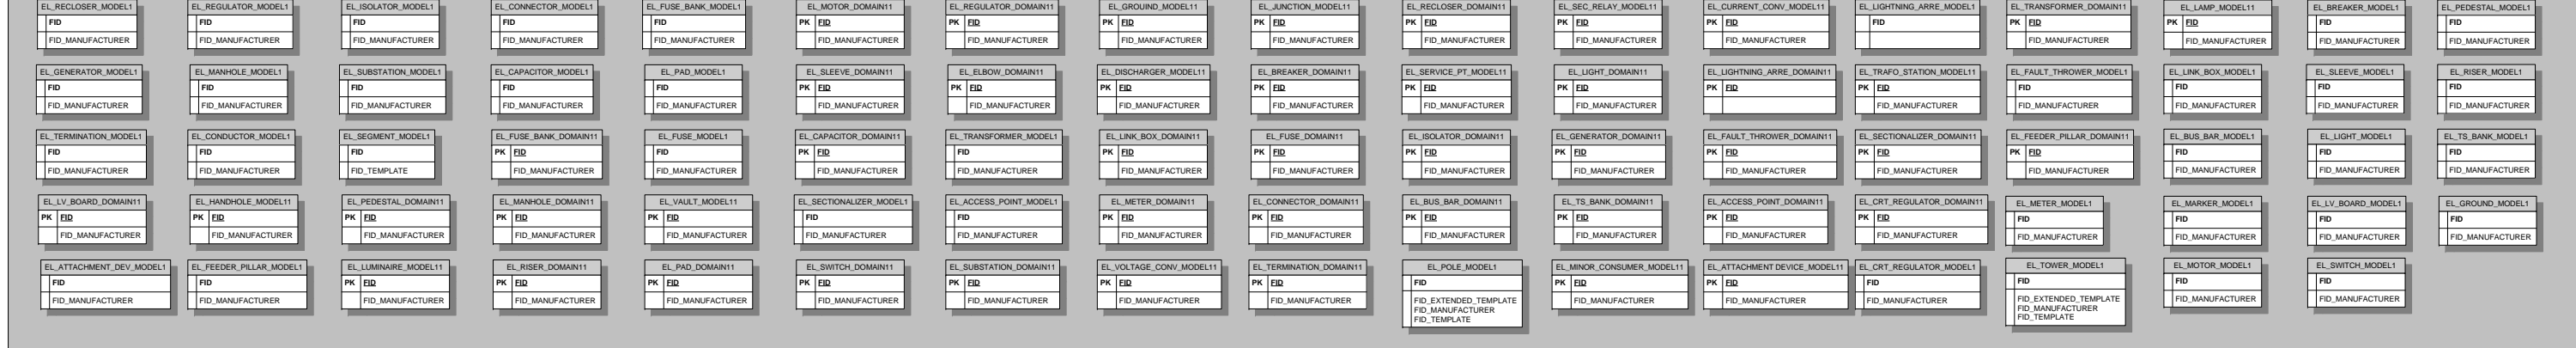 EL_RECLOSER_MODEL1 EL_REGULATOR_MODEL1 EL_ISOLATOR_MODEL1 EL_CONNECTOR_MODEL1 EL_FUSE_BANK_MODEL1 EL_MOTOR_DOMAIN11 EL_REGULATOR_DOMAIN11 EL_GROUIND_MODEL11 EL_JUNCTION_MODEL11 EL_RECLOSER_DOMAIN11 EL_SEC_RELAY_MODEL11 EL_CURRENT_CONV_MODEL11 EL_LIGHTNING_ARRE_MODEL1 EL_TRANSFORMER_DOMAIN11 EL_LAMP_MODEL11 EL_BREAKER_MODEL1 EL_PEDESTAL_MODEL1
FID FID FID FID FID PK FID PK FID PK FID PK FID PK FID PK FID PK FID FID PK FID PK FID FID FID
FID_MANUFACTURER FID_MANUFACTURER FID_MANUFACTURER FID_MANUFACTURER FID_MANUFACTURER FID_MANUFACTURER FID_MANUFACTURER FID_MANUFACTURER FID_MANUFACTURER FID_MANUFACTURER FID_MANUFACTURER FID_MANUFACTURER FID_MANUFACTURER FID_MANUFACTURER FID_MANUFACTURER FID_MANUFACTURER
EL_GENERATOR_MODEL1 EL_MANHOLE_MODEL1 EL_SUBSTATION_MODEL1 EL_CAPACITOR_MODEL1 EL_PAD_MODEL1 EL_SLEEVE_DOMAIN11 EL_ELBOW_DOMAIN11 EL_DISCHARGER_MODEL11 EL_BREAKER_DOMAIN11 EL_SERVICE_PT_MODEL11 EL_LIGHT_DOMAIN11 EL_LIGHTNING_ARRE_DOMAIN11 EL_TRAFO_STATION_MODEL11 EL_FAULT_THROWER_MODEL1 EL_LINK_BOX_MODEL1 EL_SLEEVE_MODEL1 EL_RISER_MODEL1
FID FID FID FID FID PK FID PK FID PK FID PK FID PK FID PK FID PK FID PK FID FID FID FID FID
FID_MANUFACTURER FID_MANUFACTURER FID_MANUFACTURER FID_MANUFACTURER FID_MANUFACTURER FID_MANUFACTURER FID_MANUFACTURER FID_MANUFACTURER FID_MANUFACTURER FID_MANUFACTURER FID_MANUFACTURER FID_MANUFACTURER FID_MANUFACTURER FID_MANUFACTURER FID_MANUFACTURER FID_MANUFACTURER
EL_TERMINATION_MODEL1 EL_CONDUCTOR_MODEL1 EL_SEGMENT_MODEL1 EL_FUSE_BANK_DOMAIN11 EL_FUSE_MODEL1 EL_CAPACITOR_DOMAIN11 EL_TRANSFORMER_MODEL1 EL_LINK_BOX_DOMAIN11 EL_FUSE_DOMAIN11 EL_ISOLATOR_DOMAIN11 EL_GENERATOR_DOMAIN11 EL_FAULT_THROWER_DOMAIN11 EL_SECTIONALIZER_DOMAIN11 EL_FEEDER_PILLAR_DOMAIN11 EL_BUS_BAR_MODEL1 EL_LIGHT_MODEL1 EL_TS_BANK_MODEL1
FID FID FID PK FID FID PK FID FID PK FID PK FID PK FID PK FID PK FID PK FID PK FID FID FID FID
FID_MANUFACTURER FID_MANUFACTURER FID_TEMPLATE FID_MANUFACTURER FID_MANUFACTURER FID_MANUFACTURER FID_MANUFACTURER FID_MANUFACTURER FID_MANUFACTURER FID_MANUFACTURER FID_MANUFACTURER FID_MANUFACTURER FID_MANUFACTURER FID_MANUFACTURER FID_MANUFACTURER FID_MANUFACTURER FID_MANUFACTURER
EL_LV_BOARD_DOMAIN11 EL_HANDHOLE_MODEL11 EL_PEDESTAL_DOMAIN11 EL_MANHOLE_DOMAIN11 EL_VAULT_MODEL11 EL_SECTIONALIZER_MODEL1 EL_ACCESS_POINT_MODEL1 EL_METER_DOMAIN11 EL_CONNECTOR_DOMAIN11 EL_BUS_BAR_DOMAIN11 EL_TS_BANK_DOMAIN11 EL_ACCESS_POINT_DOMAIN11 EL_CRT_REGULATOR_DOMAIN11 EL_METER_MODEL1 EL_MARKER_MODEL1 EL_LV_BOARD_MODEL1 EL_GROUND_MODEL1
PK FID PK FID PK FID PK FID PK FID FID FID PK FID PK FID PK FID PK FID PK FID PK FID FID FID FID FID
FID_MANUFACTURER FID_MANUFACTURER FID_MANUFACTURER FID_MANUFACTURER FID_MANUFACTURER FID_MANUFACTURER FID_MANUFACTURER FID_MANUFACTURER FID_MANUFACTURER FID_MANUFACTURER FID_MANUFACTURER FID_MANUFACTURER FID_MANUFACTURER FID_MANUFACTURER FID_MANUFACTURER FID_MANUFACTURER FID_MANUFACTURER
EL_ATTACHMENT_DEV_MODEL1 EL_FEEDER_PILLAR_MODEL1 EL_LUMINAIRE_MODEL11 EL_RISER_DOMAIN11 EL_PAD_DOMAIN11 EL_SWITCH_DOMAIN11 EL_SUBSTATION_DOMAIN11 EL_VOLTAGE_CONV_MODEL11 EL_TERMINATION_DOMAIN11 EL_POLE_MODEL1 EL_MINOR_CONSUMER_MODEL11 EL_ATTACHMENT DEVICE_MODEL11 EL_CRT_REGULATOR_MODEL1 EL_TOWER_MODEL1 EL_MOTOR_MODEL1 EL_SWITCH_MODEL1
FID FID PK FID PK FID PK FID PK FID PK FID PK FID PK FID FID PK FID PK FID FID FID FID FID
FID_MANUFACTURER FID_MANUFACTURER FID_MANUFACTURER FID_MANUFACTURER FID_MANUFACTURER FID_MANUFACTURER FID_MANUFACTURER FID_MANUFACTURER FID_MANUFACTURER FID_EXTENDED_TEMPLATE FID_MANUFACTURER FID_MANUFACTURER FID_MANUFACTURER FID_EXTENDED_TEMPLATE FID_MANUFACTURER FID_MANUFACTURER
FID_MANUFACTURER FID_MANUFACTURER
FID_TEMPLATE FID_TEMPLATE